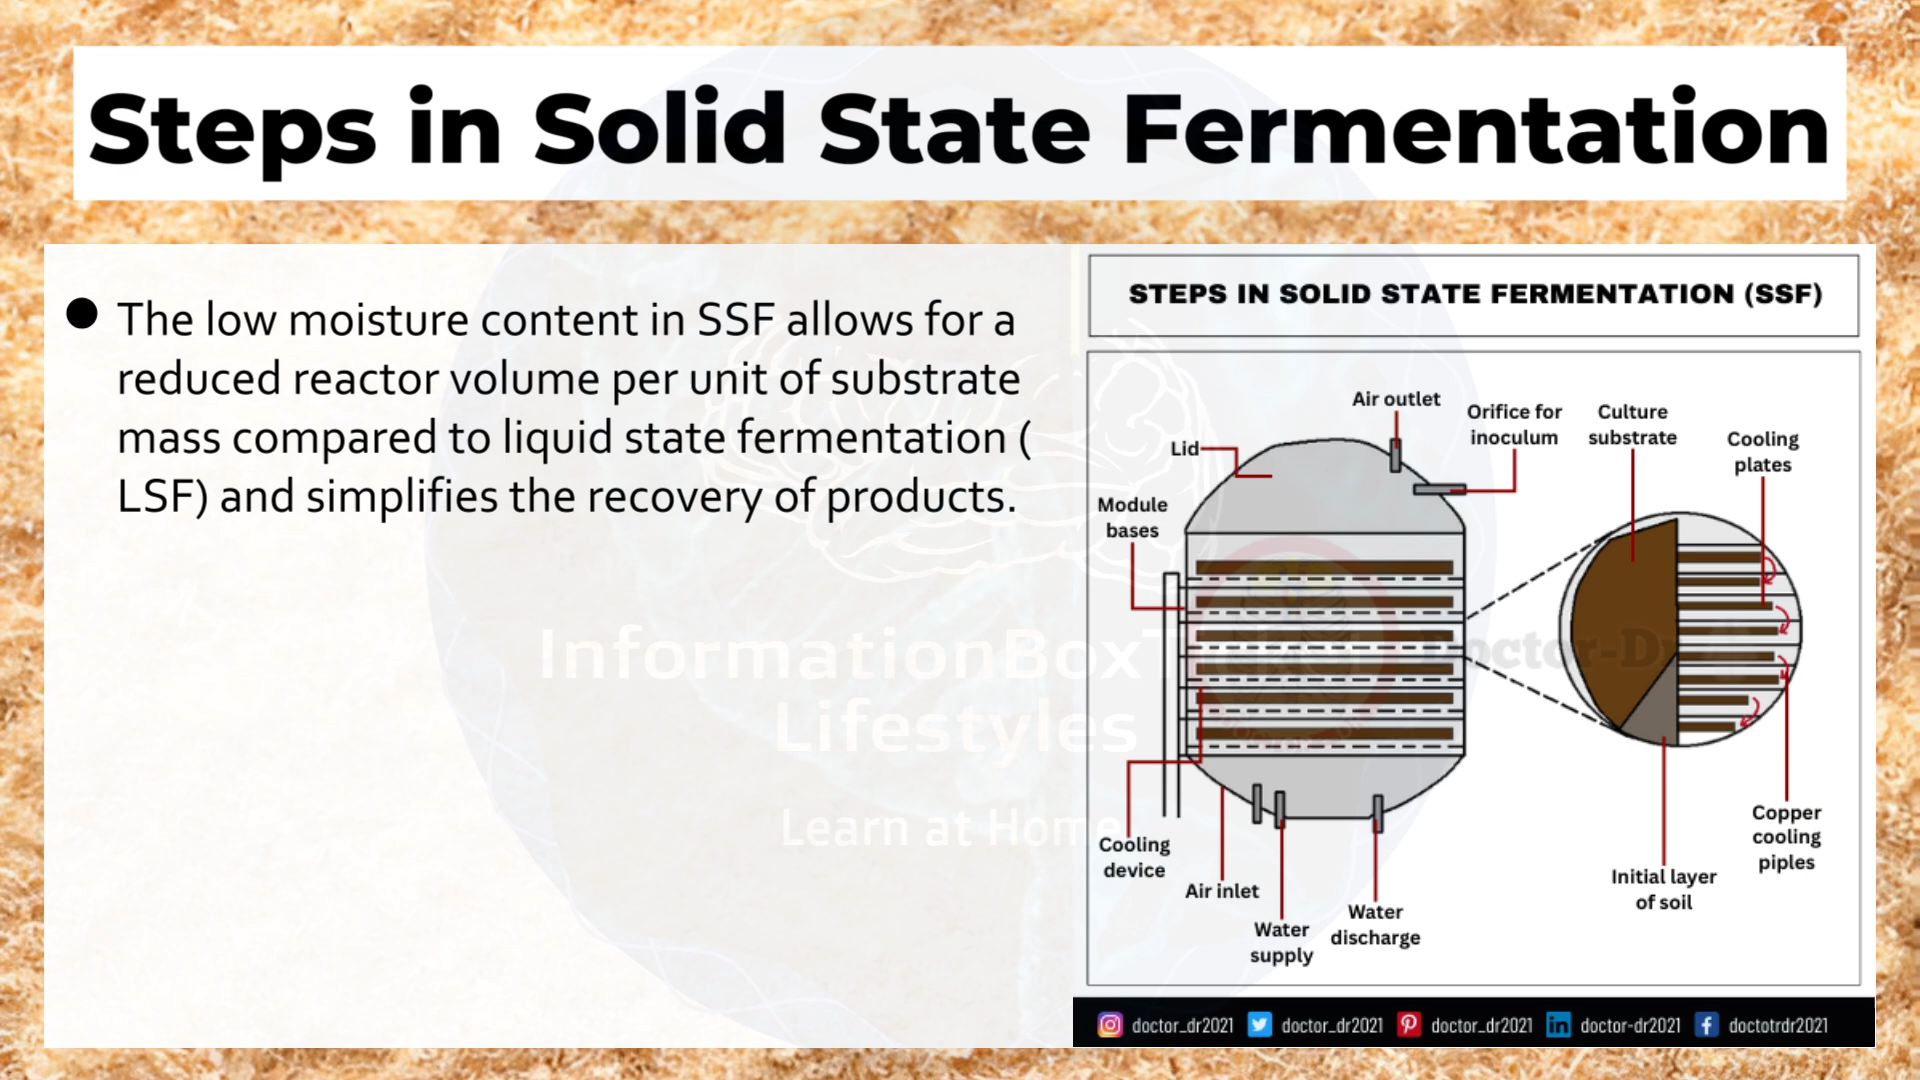 Steps in Solid State Fermentation
The low moisture content in SSF allows for a
reduced reactor volume per unit of substrate
mass compared to liquid state fermentation (
LSF) and simplifies the recovery of products.
STEPS IN SOLID STATE FERMENTATION (SSF)
Air outlet
Orifice for
inoculum
Culture
substrate
Cooling
plates
Lid
Module
bases
Cooling
device
Air inlet
Water
supply
Water
discharge
Initial layer
of soil
Copper
cooling
piples
InformationBoxT
Lifestyles
Learn at Home
Doctor-Dr
doctor_dr2021
doctor_dr2021
doctor_dr2021
doctor-dr2021
doctotrdr2021